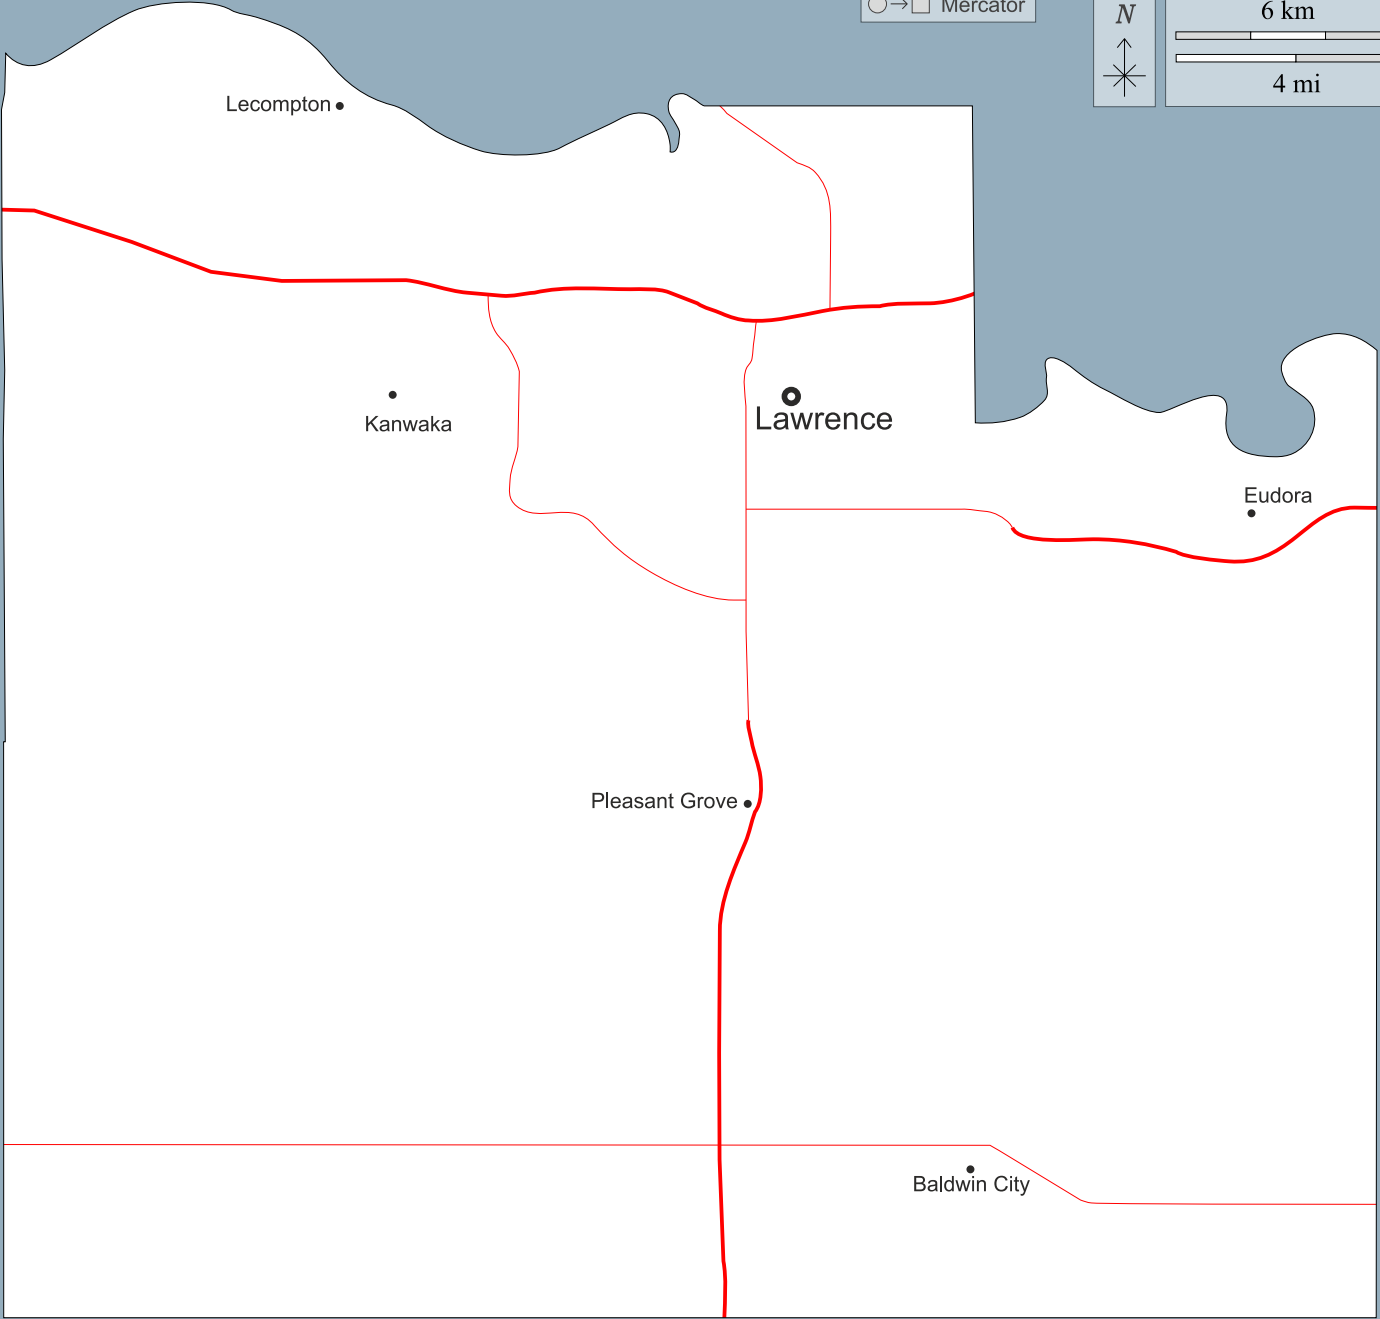 Mercator
N
6 km
4 mi
Lecompton
Kanwaka
Lawrence
Eudora
Pleasant Grove
Baldwin City